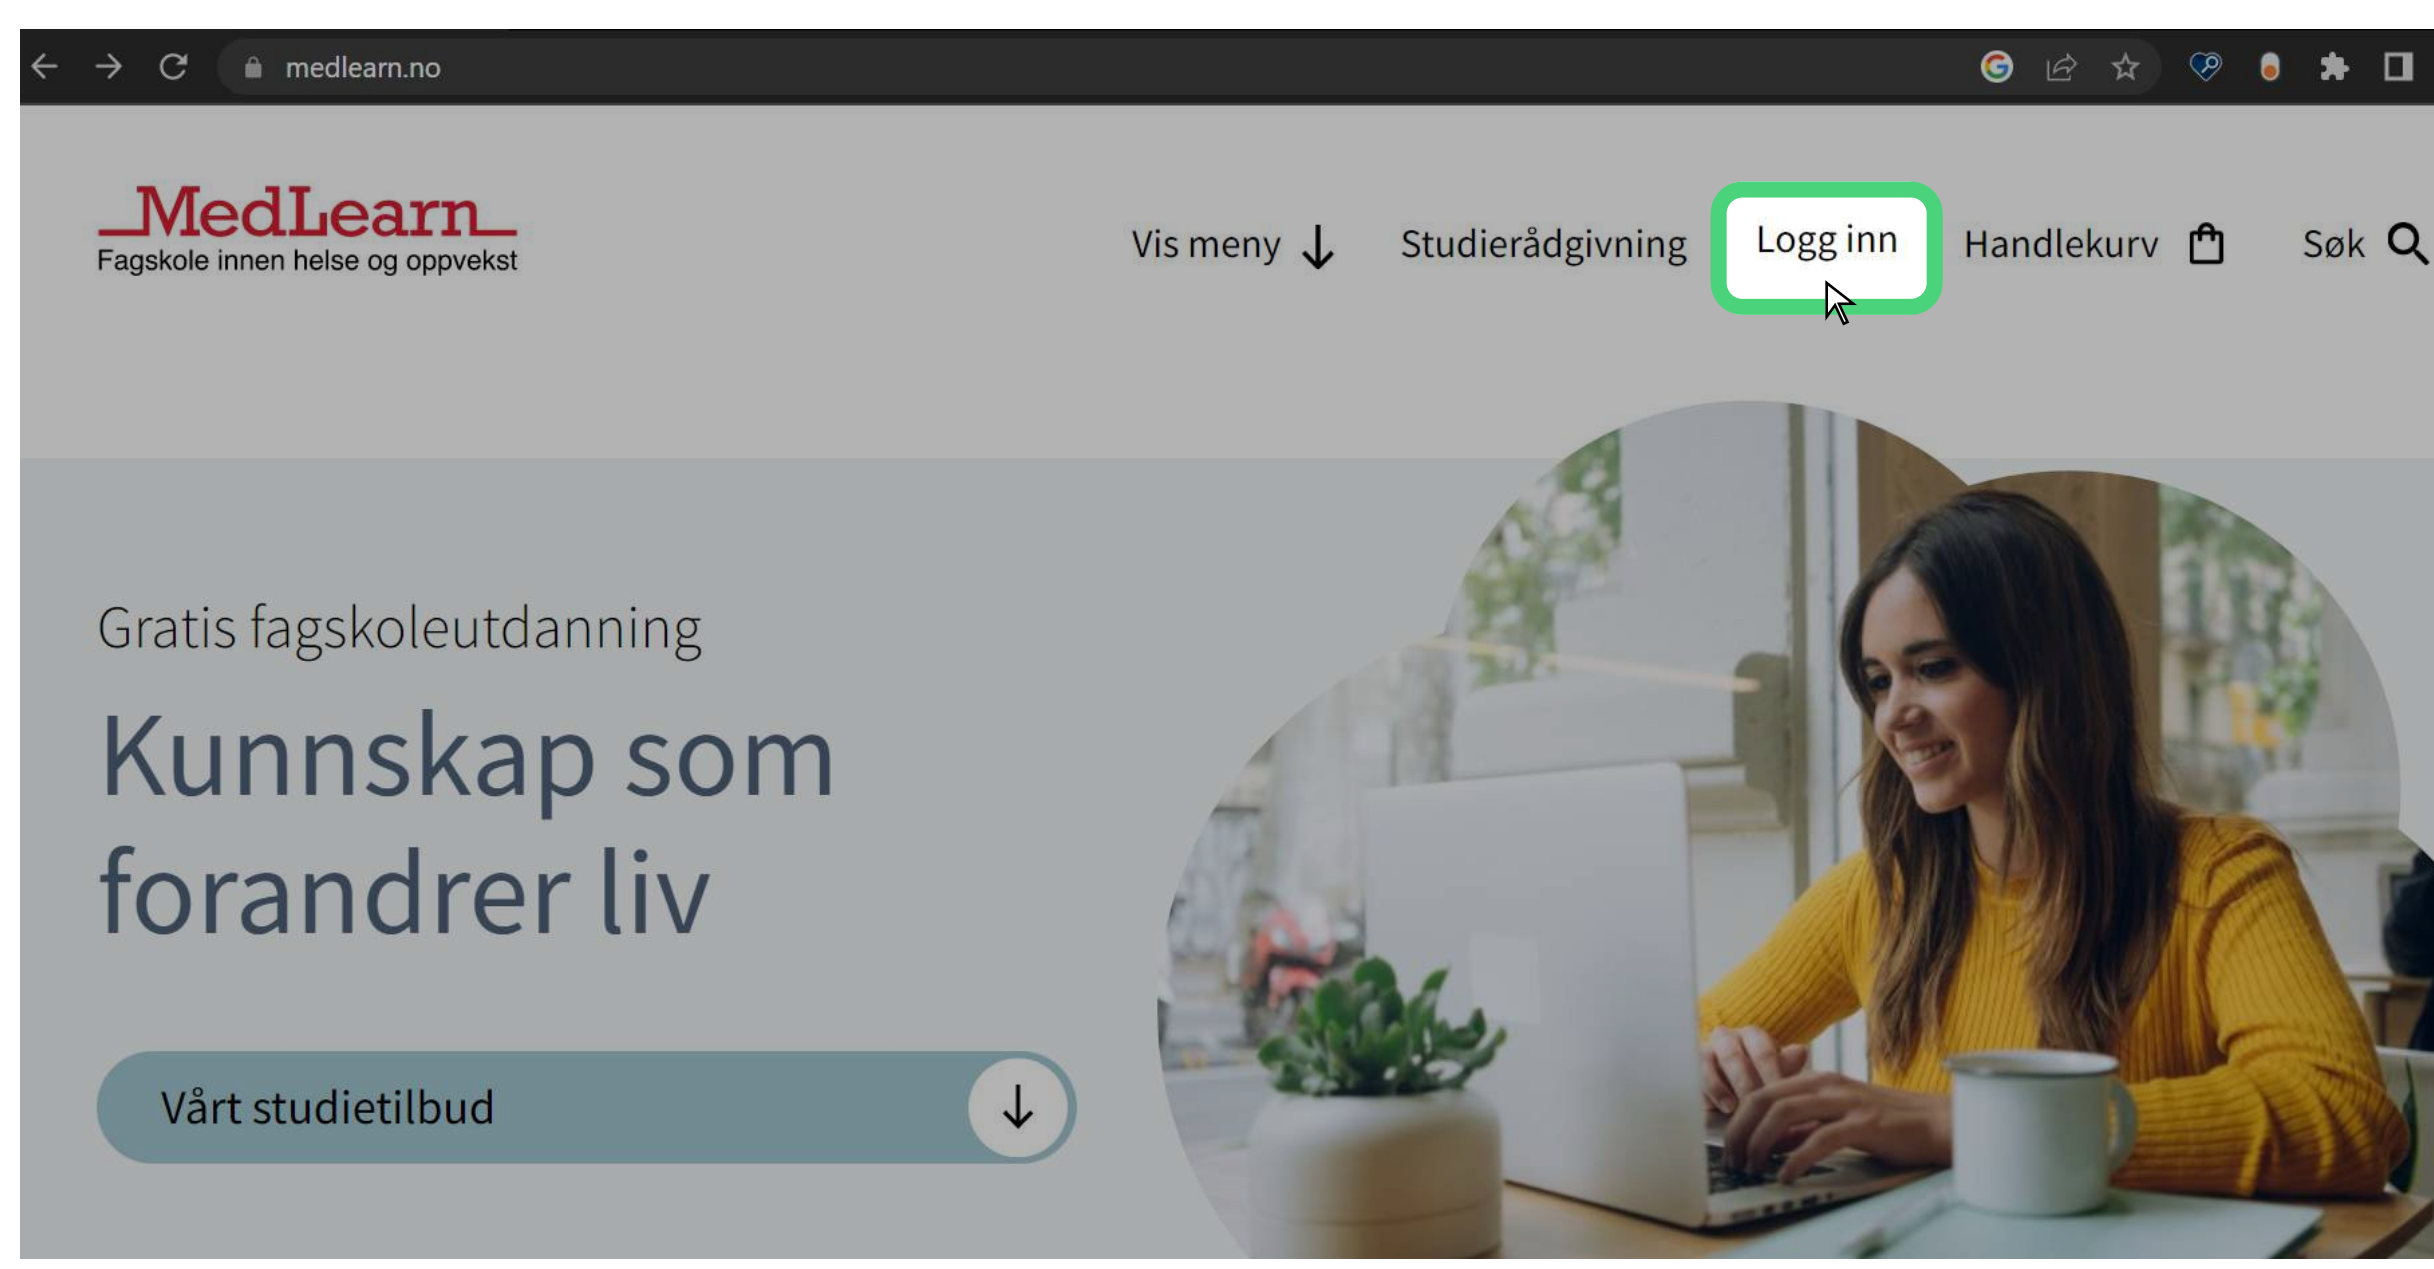 medlearn.no
MedLearn
Fagskole innen helse og oppvekst
Vis meny
Studierådgivning
Logg inn
Handlekurv
Søk
Gratis fagskoleutdanning
Kunnskap som
forandrer liv
Vårt studietilbud